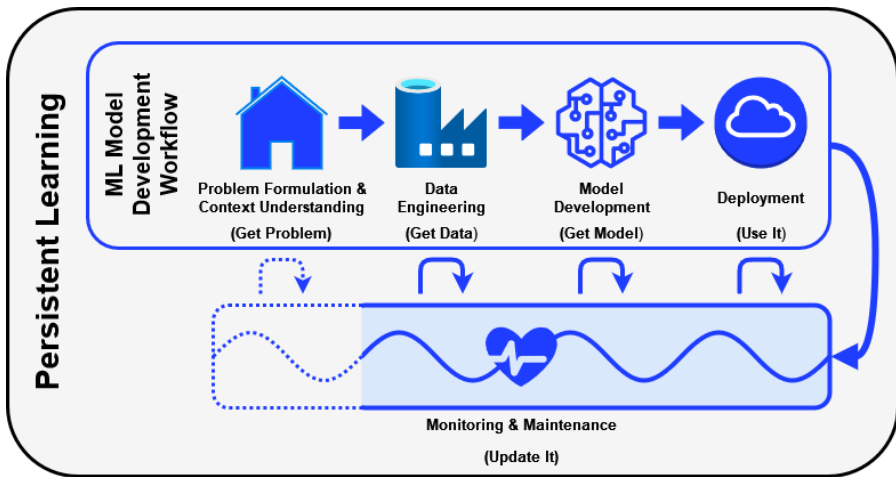 Persistent Learning
ML Model
Development
Workflow
Problem Formulation &
Context Understanding
(Get Problem)
Data
Engineering
(Get Data)
Model
Development
(Get Model)
Deployment
(Use It)
Monitoring & Maintenance
(Update It)